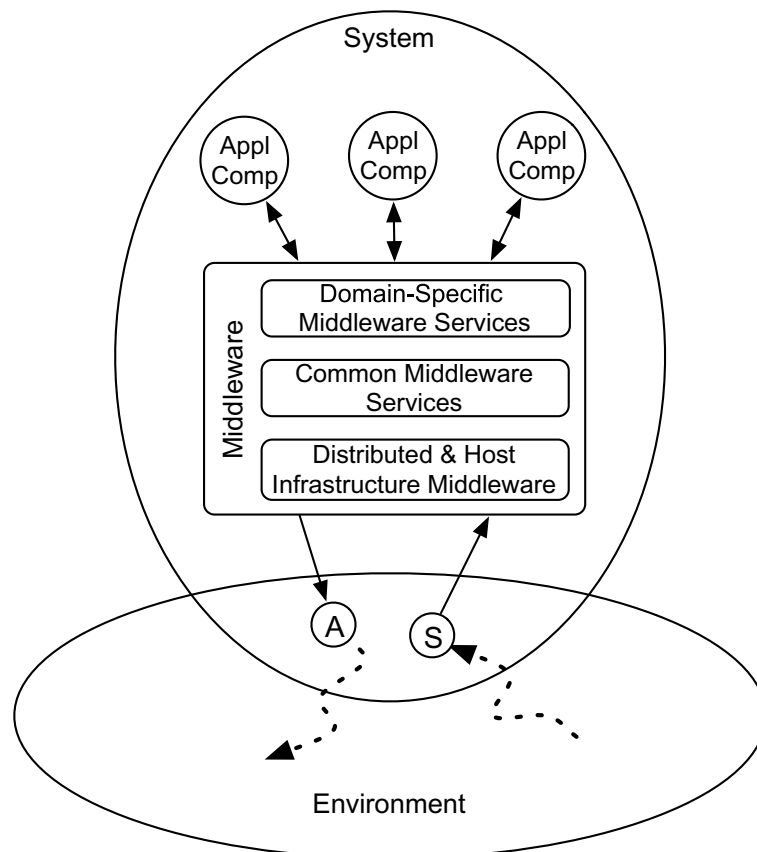 System
Appl
Comp
Appl
Comp
Appl
Comp
Middleware
Domain-Specific
Middleware Services
Common Middleware
Services
Distributed & Host
Infrastructure Middleware
A
S
Environment